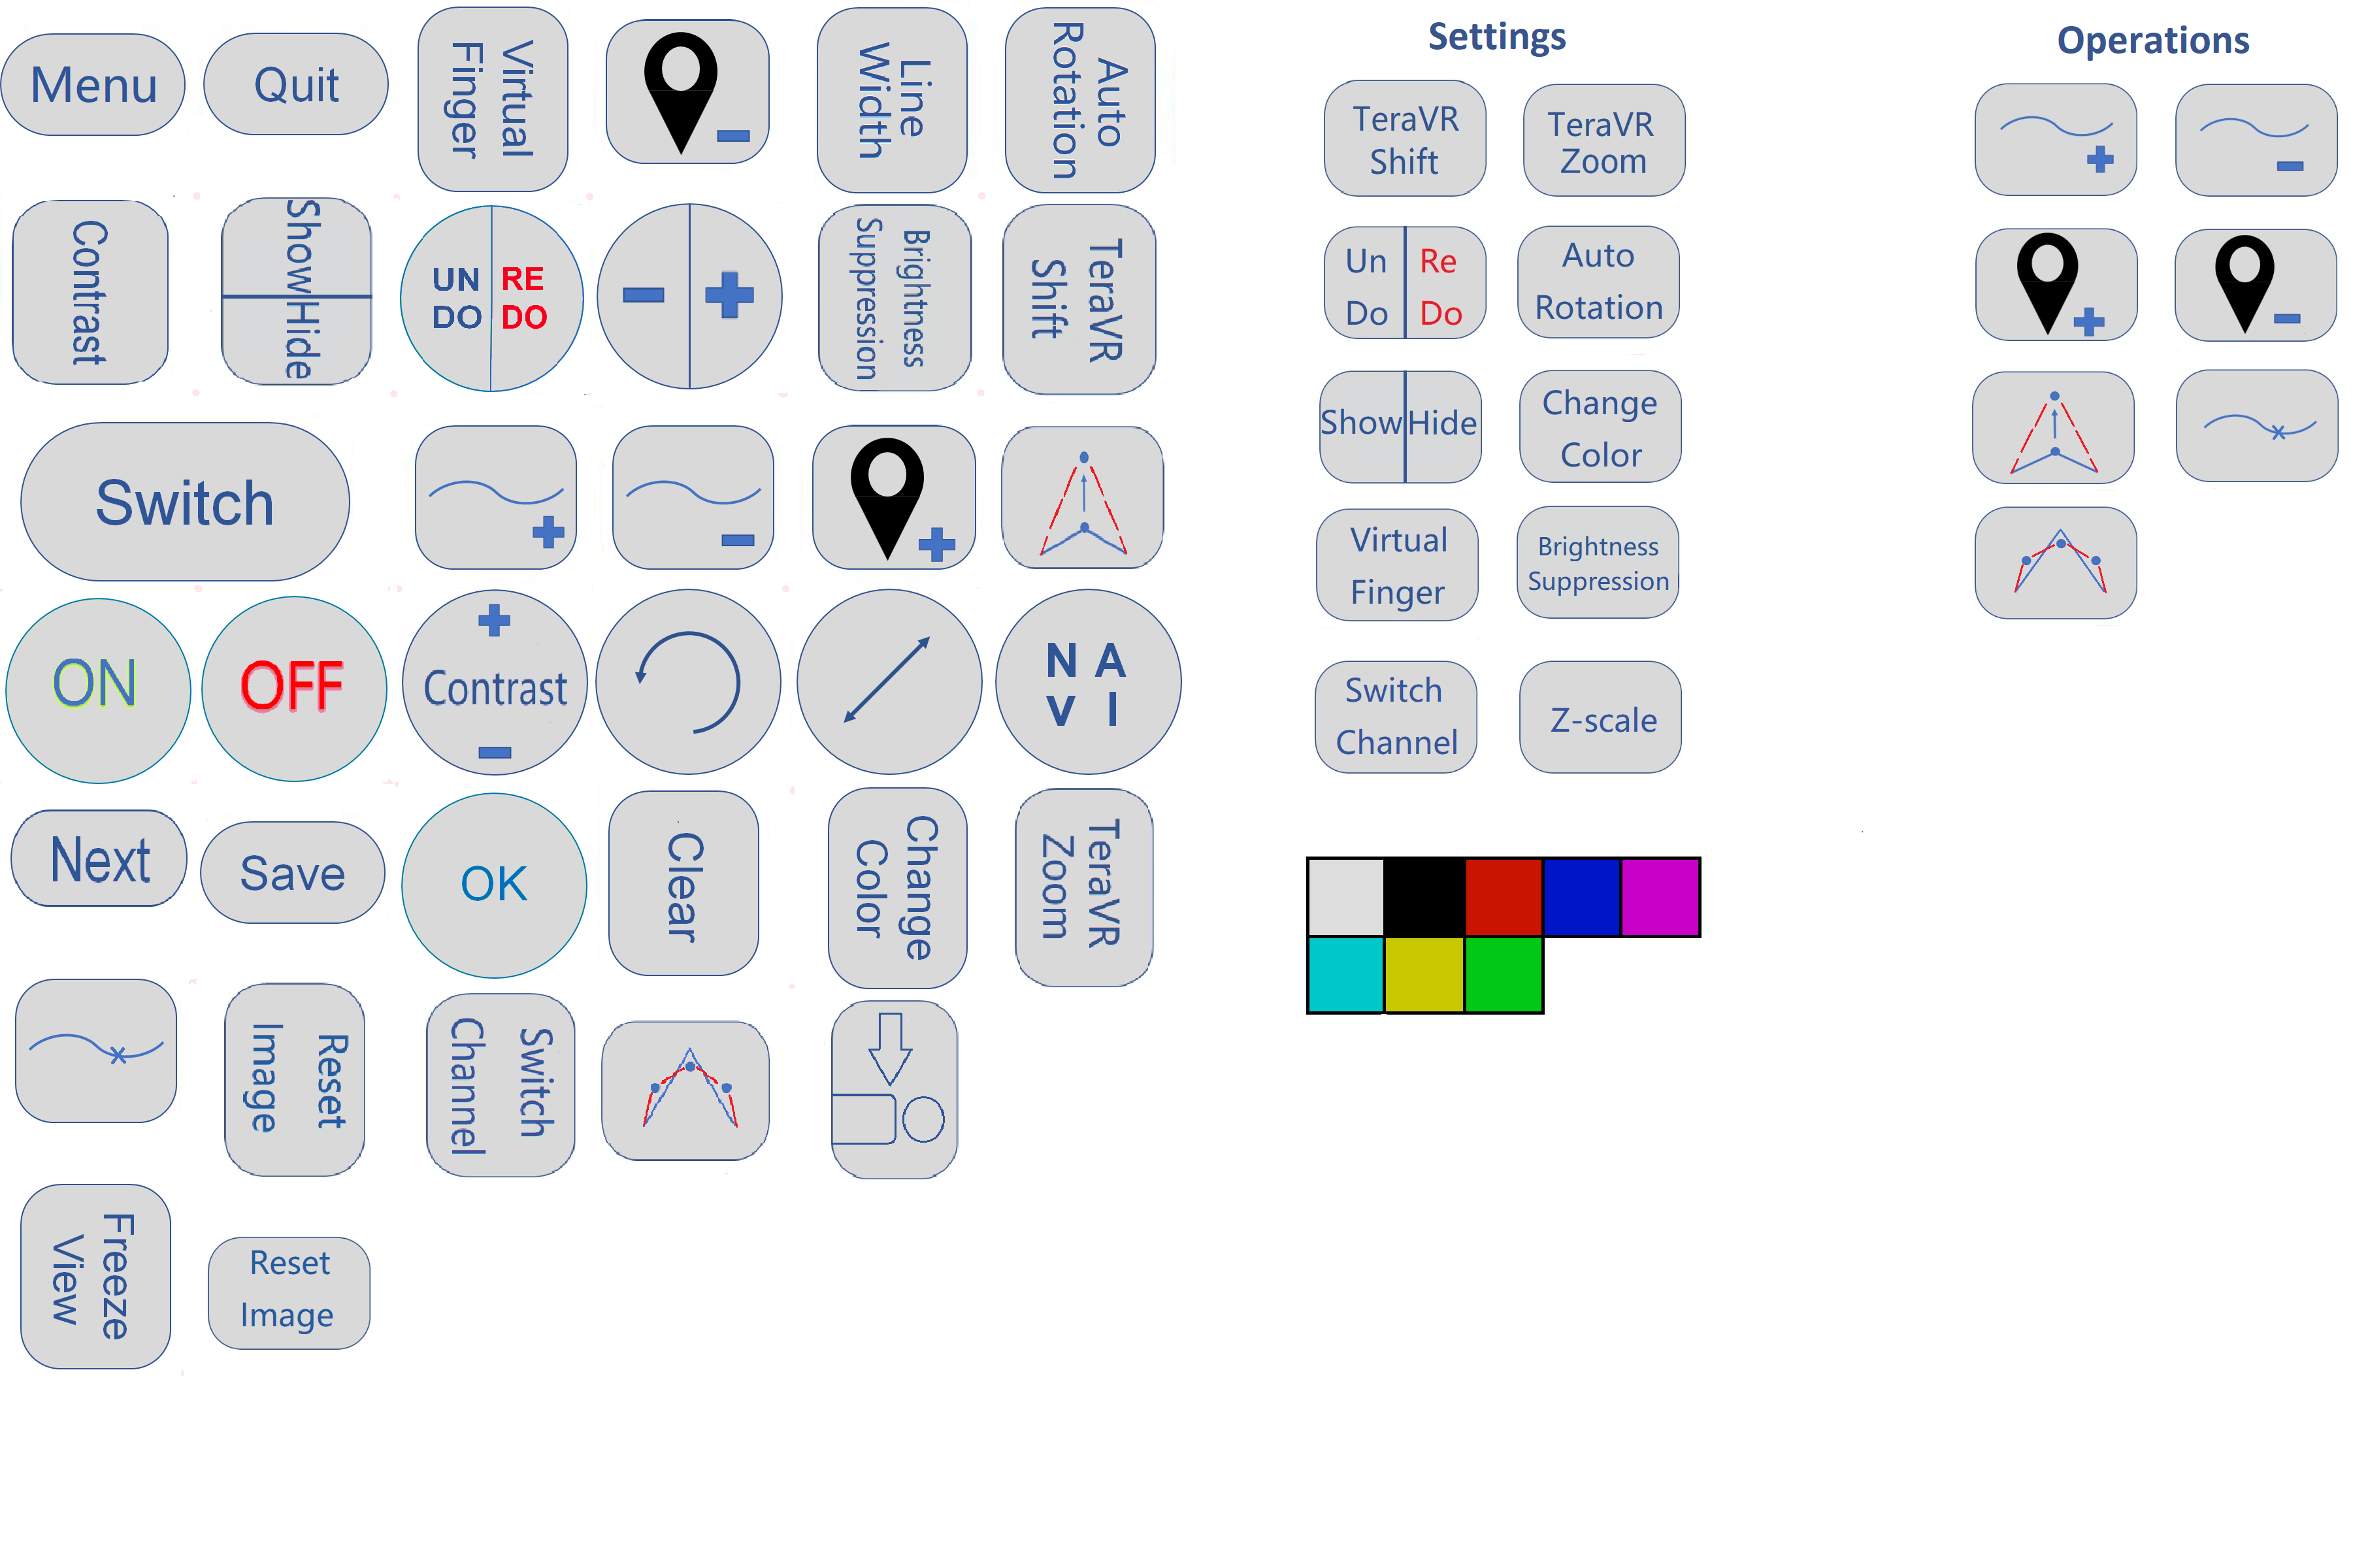 Menu
Quit
Virtual
Finger
Line
Width
Auto
Rotation
Contrast
Show
Hide
UN
DO
RE
DO
Brightness
Suppression
TeraVR
Shift
Switch
ON
OFF
Contrast
N A
V I
Next
Save
OK
Clear
Change
Color
TeraVR
Zoom
Reset
Image
Switch
Channel
Freeze
View
Reset
Image
Settings
TeraVR
Shift
TeraVR
Zoom
Un
Do
Re
Do
Auto
Rotation
Show
Hide
Change
Color
Virtual
Finger
Brightness
Suppression
Switch
Channel
Z-scale
Operations